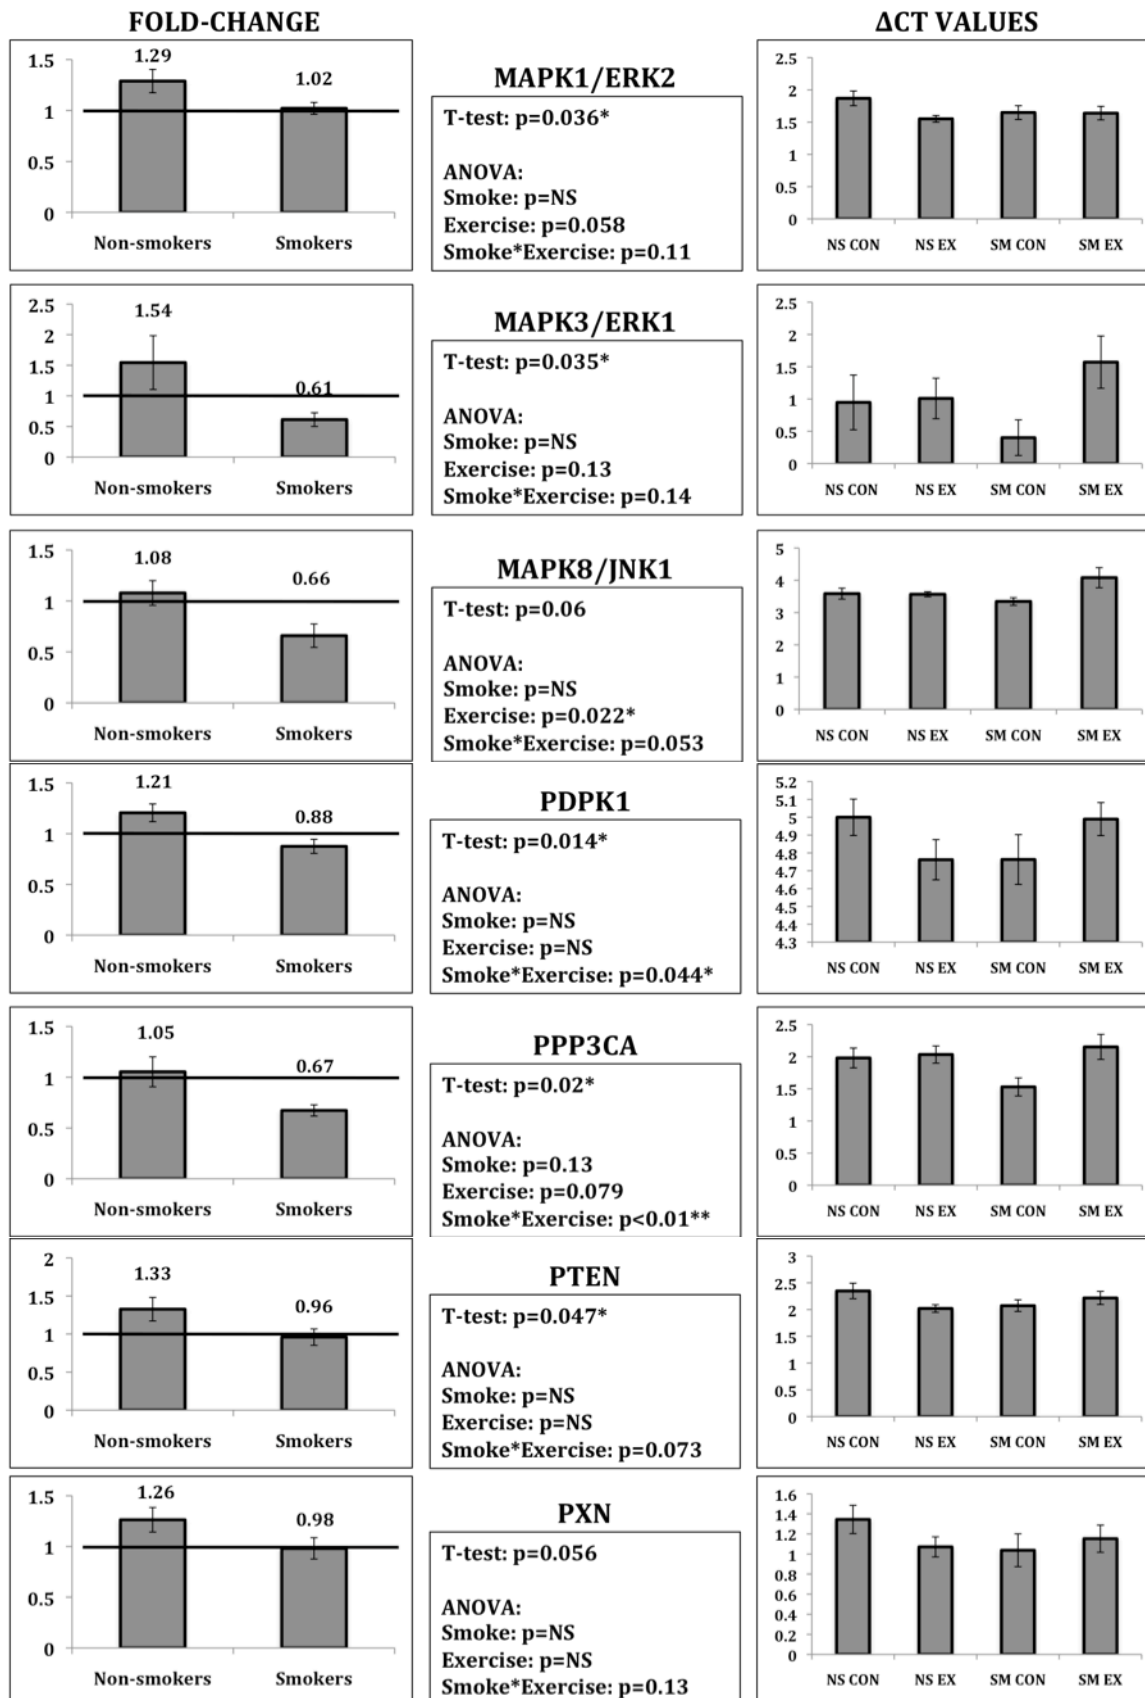 FOLD-CHANGE
ΔCT VALUES
1.5
1
0.5
0
1.29
1.02
Non-smokers
Smokers
MAPK1/ERK2
T-test: p=0.036*
ANOVA:
Smoke: p=NS
Exercise: p=0.058
Smoke*Exercise: p=0.11
2.5
2
1.5
1
0.5
0
NS CON
NS EX
SM CON
SM EX
2.5
2
1.5
1
0.5
0
1.54
0.61
Non-smokers
Smokers
MAPK3/ERK1
T-test: p=0.035*
ANOVA:
Smoke: p=NS
Exercise: p=0.13
Smoke*Exercise: p=0.14
2.5
2
1.5
1
0.5
0
NS CON
NS EX
SM CON
SM EX
1.5
1
0.5
0
1.08
0.66
Non-smokers
Smokers
MAPK8/JNK1
T-test: p=0.06
ANOVA:
Smoke: p=NS
Exercise: p=0.022*
Smoke*Exercise: p=0.053
5
4
3
2
1
0
NS CON
NS EX
SM CON
SM EX
1.5
1
0.5
0
1.21
0.88
Non-smokers
Smokers
PDPK1
T-test: p=0.014*
ANOVA:
Smoke: p=NS
Exercise: p=NS
Smoke*Exercise: p=0.044*
5.2
5.1
5
4.9
4.8
4.7
4.6
4.5
4.4
4.3
NS CON
NS EX
SM CON
SM EX
1.5
1
0.5
0
1.05
0.67
Non-smokers
Smokers
PPP3CA
T-test: p=0.02*
ANOVA:
Smoke: p=0.13
Exercise: p=0.079
Smoke*Exercise: p<0.01**
2.5
2
1.5
1
0.5
0
NS CON
NS EX
SM CON
SM EX
2
1.5
1
0.5
0
1.33
0.96
Non-smokers
Smokers
PTEN
T-test: p=0.047*
ANOVA:
Smoke: p=NS
Exercise: p=NS
Smoke*Exercise: p=0.073
3
2.5
2
1.5
1
0.5
0
NS CON
NS EX
SM CON
SM EX
1.5
1
0.5
0
1.26
0.98
Non-smokers
Smokers
PXN
T-test: p=0.056
ANOVA:
Smoke: p=NS
Exercise: p=NS
Smoke*Exercise: p=0.13
1.6
1.4
1.2
1
0.8
0.6
0.4
0.2
0
NS CON
NS EX
SM CON
SM EX